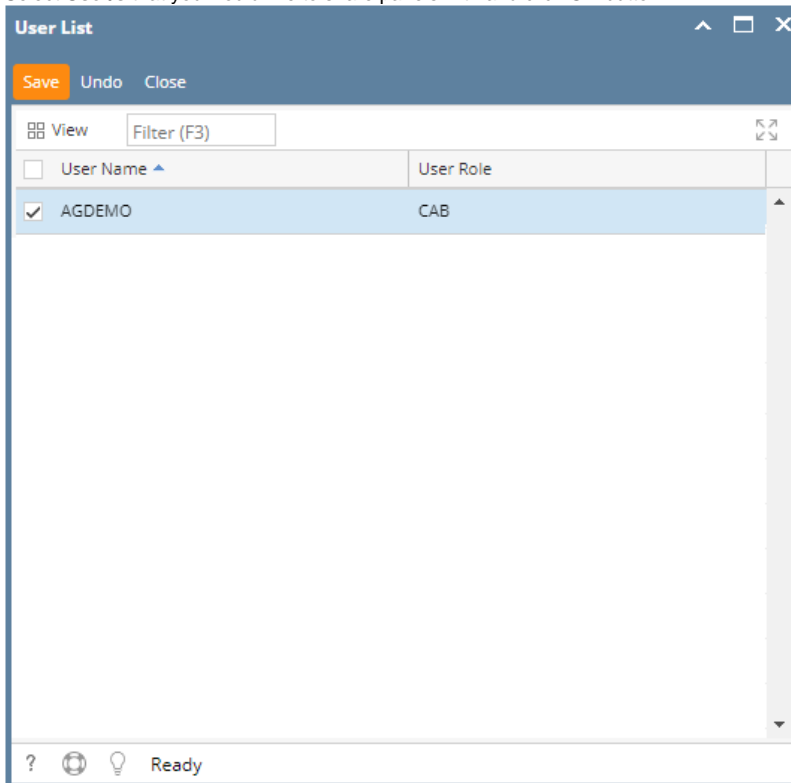 User List
Save Undo Close
View Filter (F3)
User Name User Role
AGDEMO CAB
? Ready